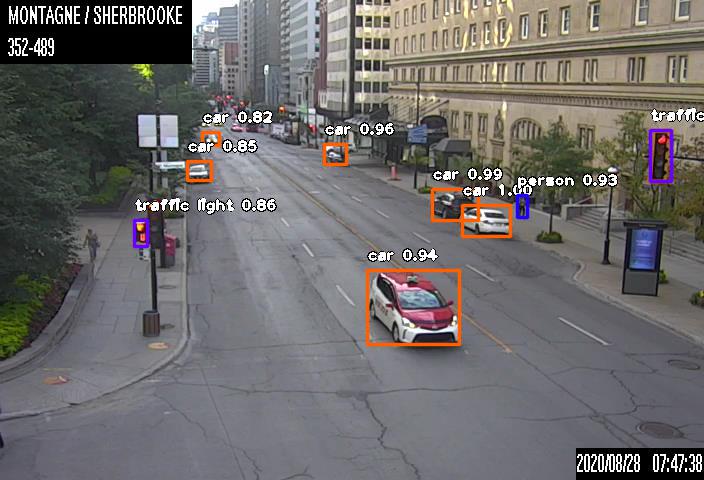 MONTAGNE / SHERBROOKE
352-489
car 0.82
car 0.96
car 0.85
traffic
car 0.99
car 1.00
person 0.93
traffic light 0.86
car 0.94
2020/08/28 07:47:38